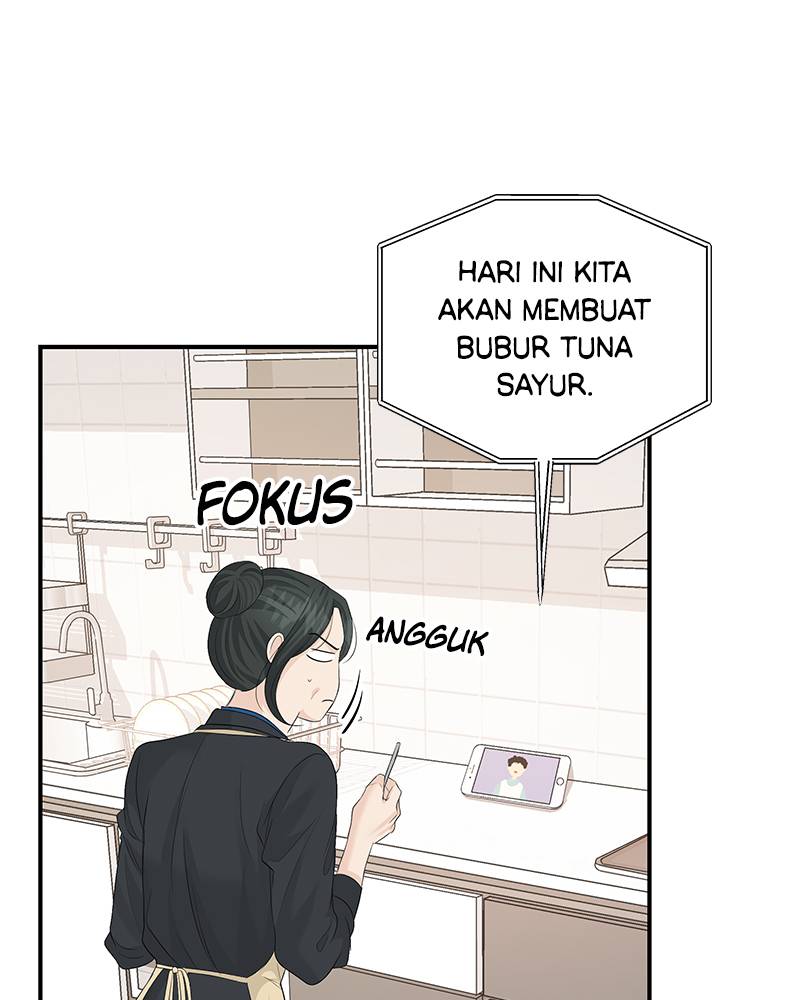 HARI INI KITA
AKAN MEMBUAT
BUBUR TUNA
SAYUR.
FOKUS
ANGGUK